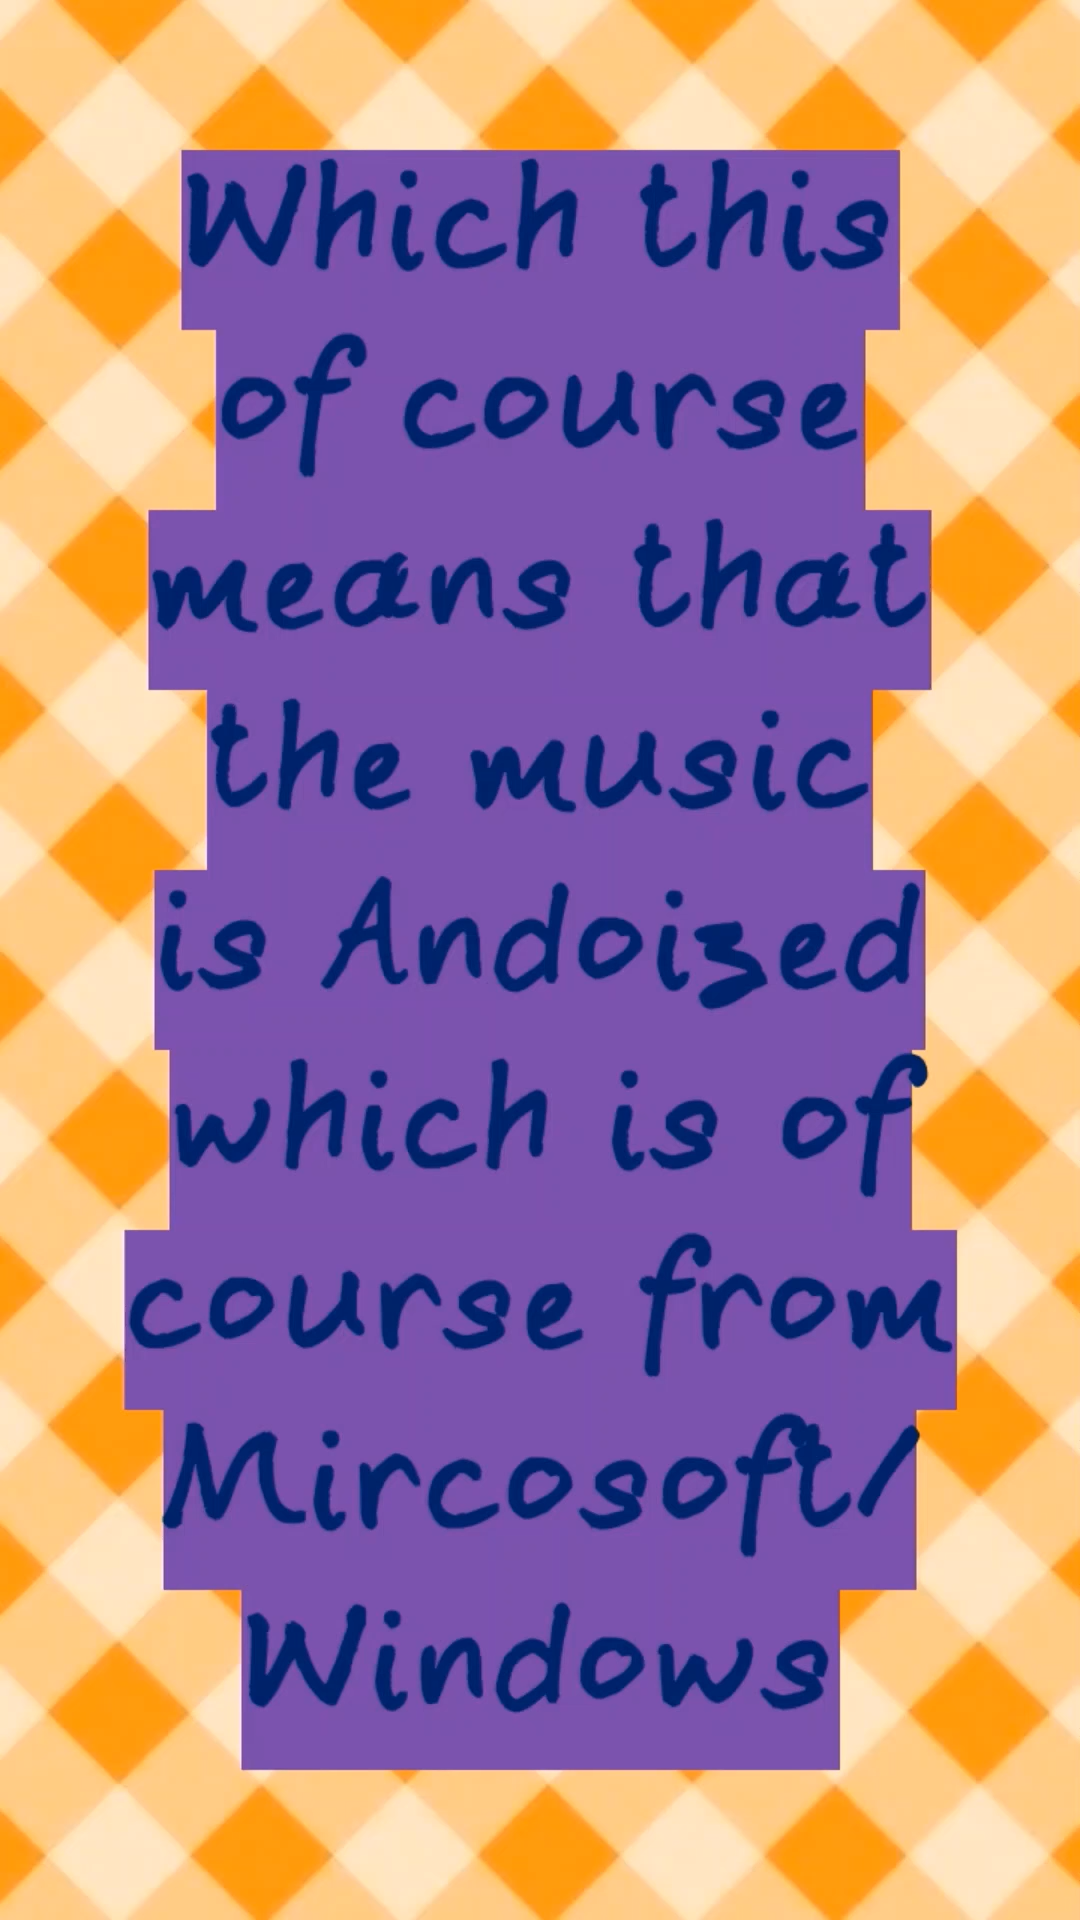 Which this
of course
means that
the music
is Andoized
which is of
course from
Mircosoft/
Windows